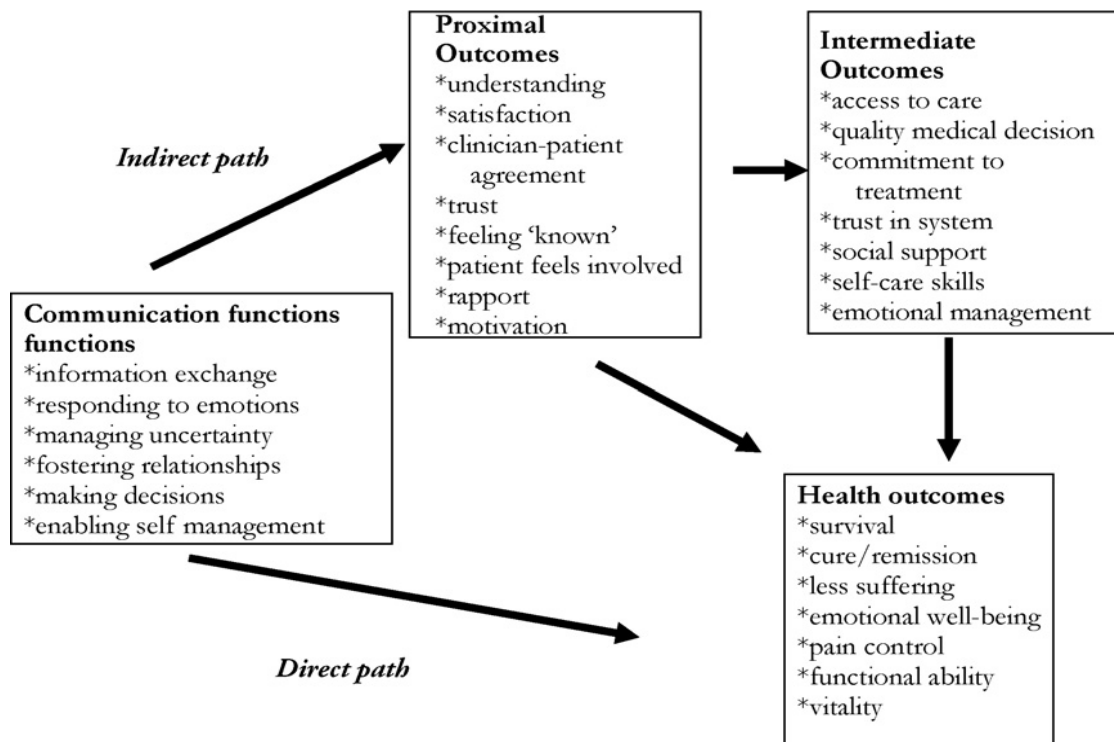 Proximal
Outcomes
*understanding
*satisfaction
*clinician-patient
agreement
*trust
*feeling ‘known’
*patient feels involved
*rapport
*motivation
Intermediate
Outcomes
*access to care
*quality medical decision
*commitment to
treatment
*trust in system
*social support
*self-care skills
*emotional management
Indirect path
Communication functions
functions
*information exchange
*responding to emotions
*managing uncertainty
*fostering relationships
*making decisions
*enabling self management
Health outcomes
*survival
*cure/remission
*less suffering
*emotional well-being
*pain control
*functional ability
*vitality
Direct path